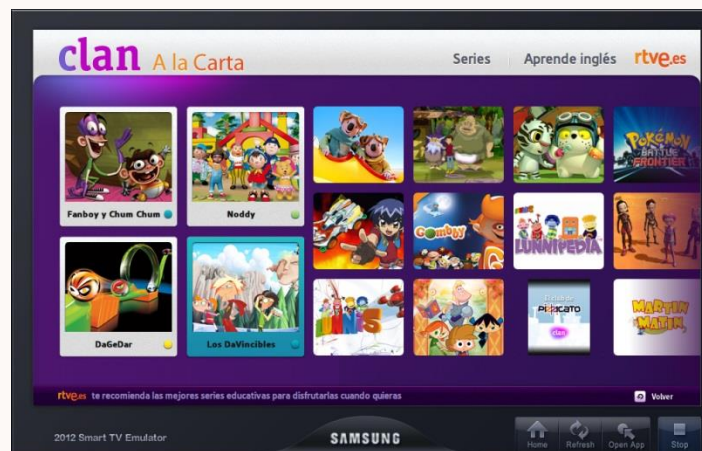 clan A la Carta
Series
Aprende inglés
rtve.es
POKÉMON
BATTLE
FRONTIER
Fanboy y Chum Chum
Noddy
Gombby
LUNNIPEDIA
DaGeDar
Los DaVincibles
LUNNIS
PIZZICATO
clan
MARTIN
MATIN
rtve.es te recomienda las mejores series educativas para disfrutarlas cuando quieras
Volver
2012 Smart TV Emulator
SAMSUNG
Home
Refresh
Open App
Stop